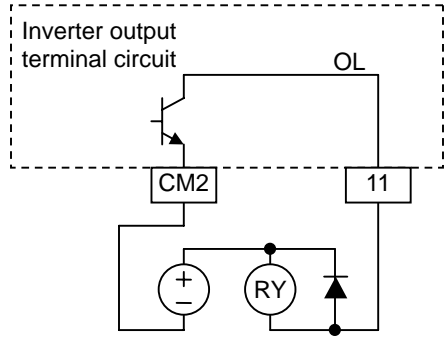 Inverter output
terminal circuit
OL
CM2
11
+
−
RY